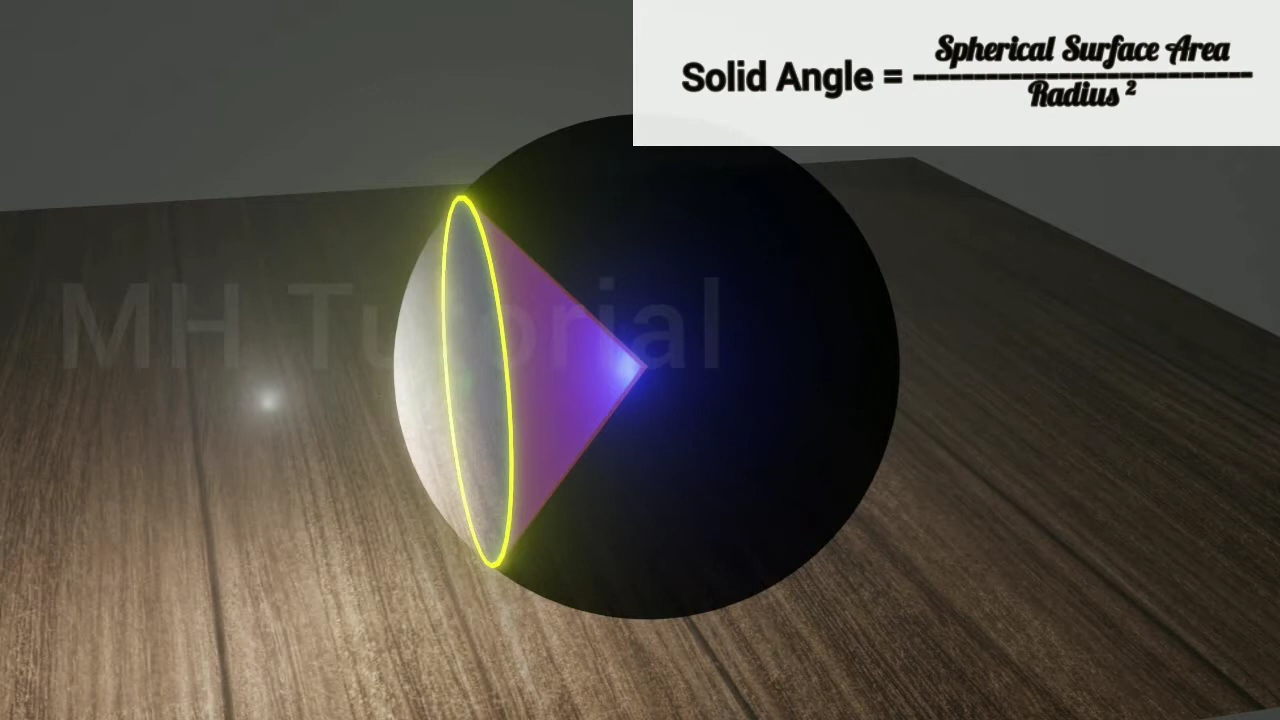 Spherical Surface Area
Solid Angle = ---------------------------
Radius ²
MH Tutorial